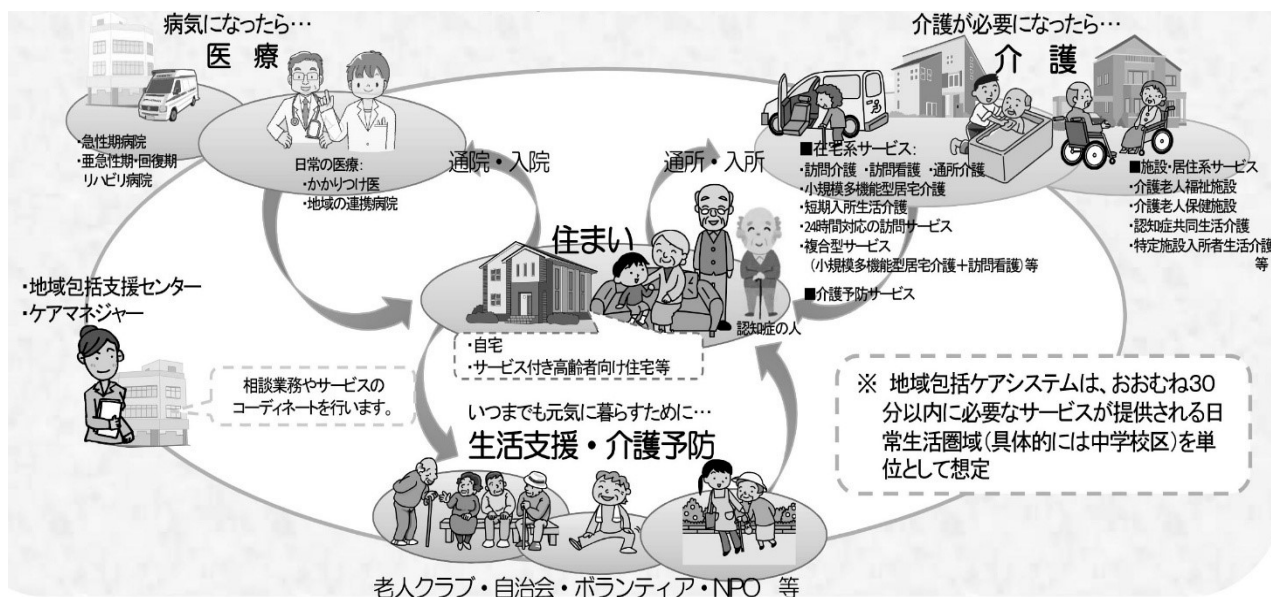 病気になったら…
医 療
・急性期病院
・亜急性期・回復期
リハビリ病院
日常の医療:
・かかりつけ医
・地域の連携病院
通院・入院
介護が必要になったら…
介 護
通所・入所
■在宅系サービス:
・訪問介護 ・訪問看護 ・通所介護
・小規模多機能型居宅介護
・短期入所生活介護
・24時間対応の訪問サービス
・複合型サービス
(小規模多機能型居宅介護+訪問看護)等
■介護予防サービス
■施設・居住系サービス
・介護老人福祉施設
・介護老人保健施設
・認知症共同生活介護
・特定施設入所者生活介護
等
住まい
認知症の人
・自宅
・サービス付き高齢者向け住宅等
・地域包括支援センター
・ケアマネジャー
相談業務やサービスの
コーディネートを行います。
いつまでも元気に暮らすために…
生活支援・介護予防
老人クラブ・自治会・ボランティア・NPO 等
※ 地域包括ケアシステムは、おおむね30
分以内に必要なサービスが提供される日
常生活圏域(具体的には中学校区)を単
位として想定